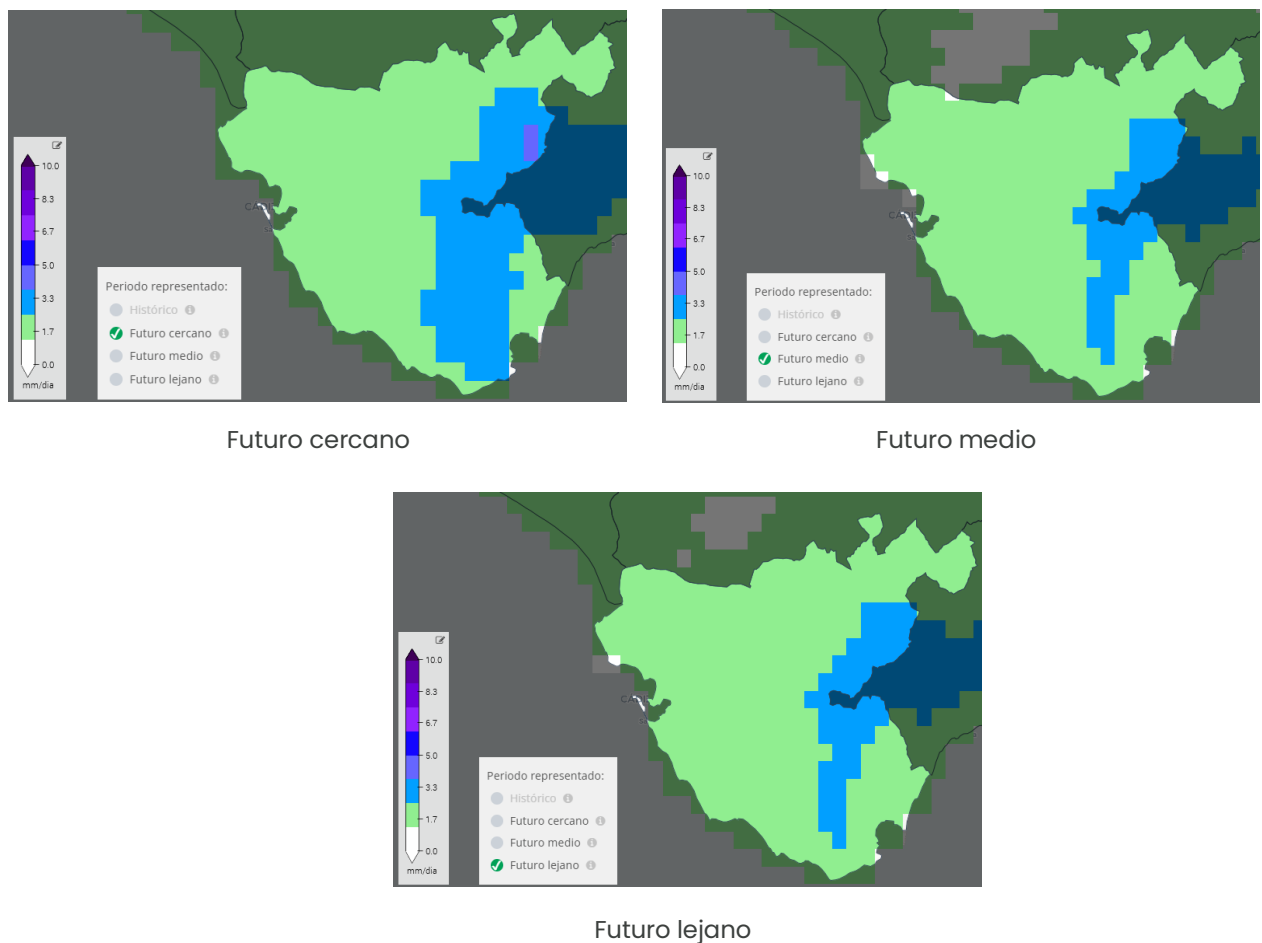 10.0
8.3
6.7
5.0
3.3
1.7
0.0
mm/dia
Periodo representado:
Histórico
Futuro cercano
Futuro medio
Futuro lejano
Futuro cercano
10.0
8.3
6.7
5.0
3.3
1.7
0.0
mm/dia
Periodo representado:
Histórico
Futuro cercano
Futuro medio
Futuro lejano
Futuro medio
10.0
8.3
6.7
5.0
3.3
1.7
0.0
mm/dia
Periodo representado:
Histórico
Futuro cercano
Futuro medio
Futuro lejano
Futuro lejano